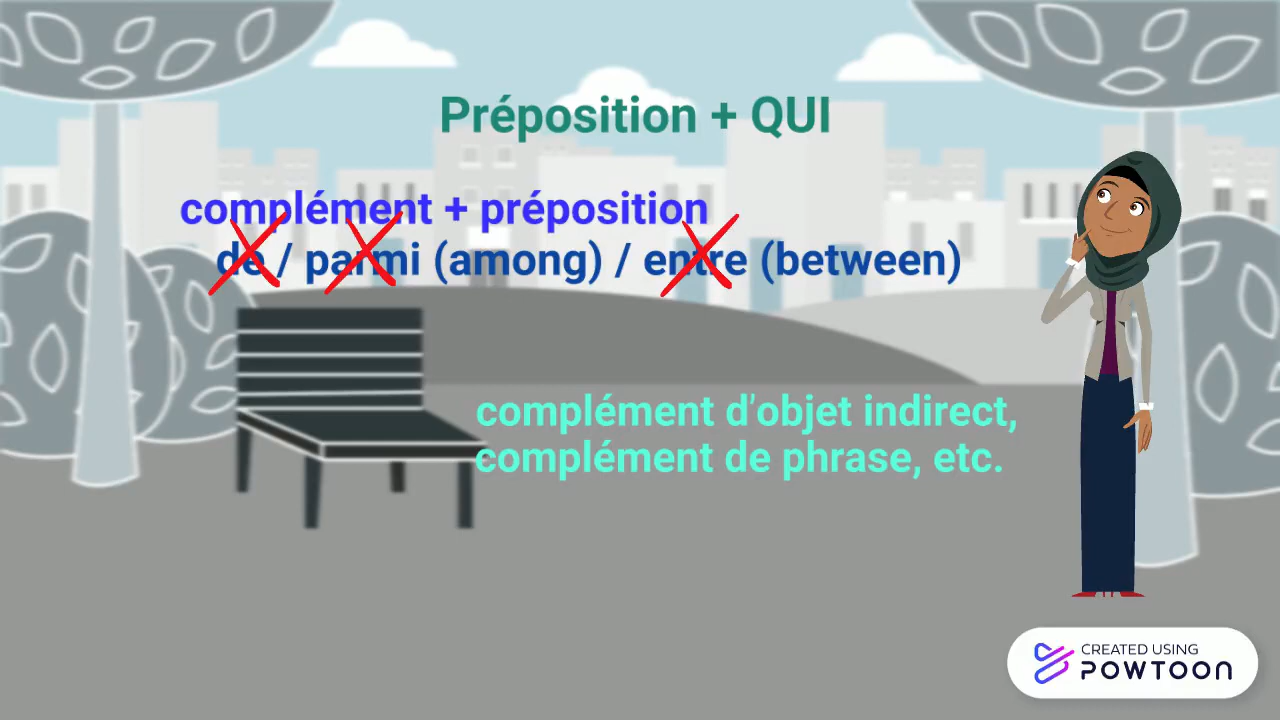 Préposition + QUI
complément + préposition
de / parmi (among) / entre (between)
complément d'objet indirect,
complément de phrase, etc.
CREATED USING
POWTOON